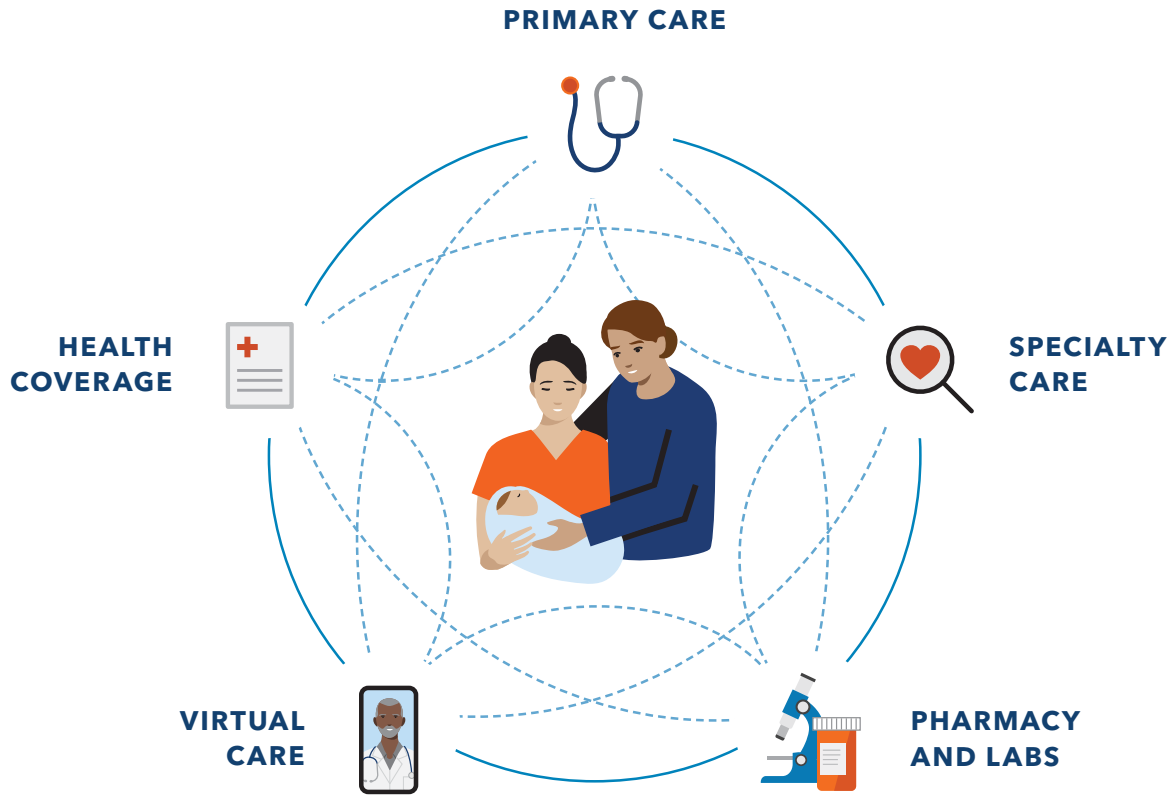 PRIMARY CARE
HEALTH
COVERAGE
SPECIALTY
CARE
VIRTUAL
CARE
PHARMACY
AND LABS